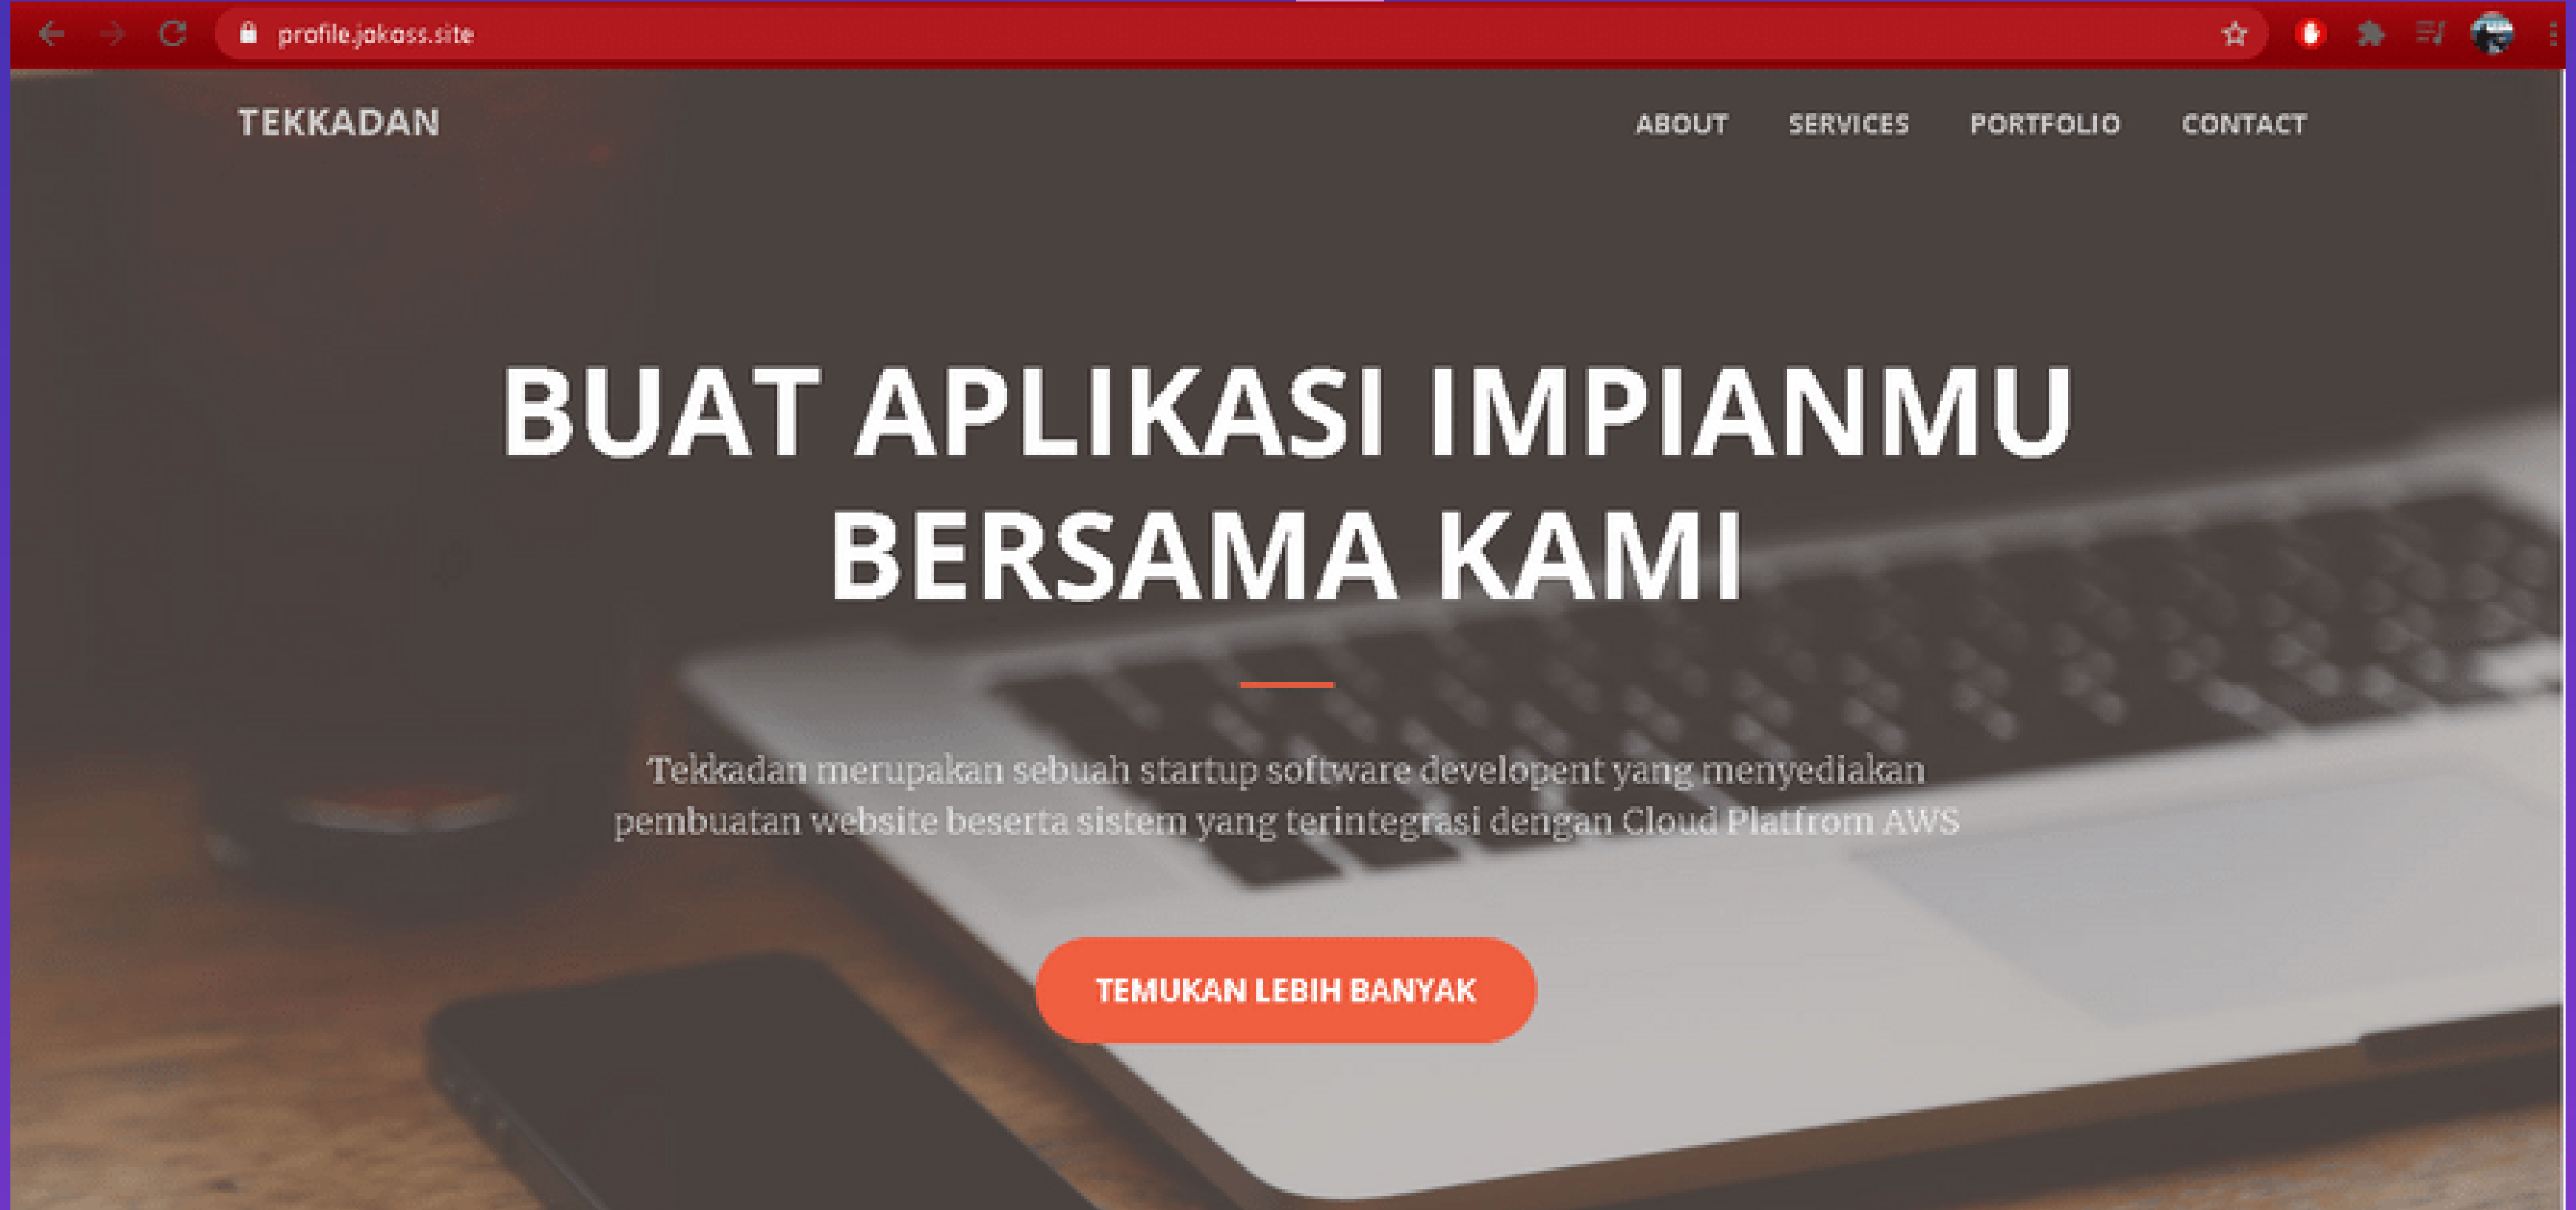 profile.jakass.site
TEKKADAN
ABOUT SERVICES PORTFOLIO CONTACT
BUAT APLIKASI IMPIANMU
BERSAMA KAMI
Tekkadan merupakan sebuah startup software developent yang menyediakan
pembuatan website beserta sistem yang terintegrasi dengan Cloud Platfrom AWS
TEMUKAN LEBIH BANYAK